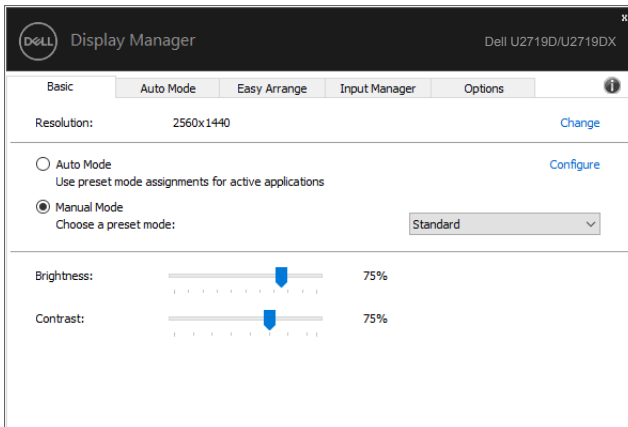 DELL Display Manager Dell U2719D/U2719DX x
Basic Auto Mode Easy Arrange Input Manager Options i
Resolution: 2560x1440 Change
Auto Mode Configure
Use preset mode assignments for active applications
Manual Mode
Choose a preset mode: Standard
Brightness: 75%
Contrast: 75%